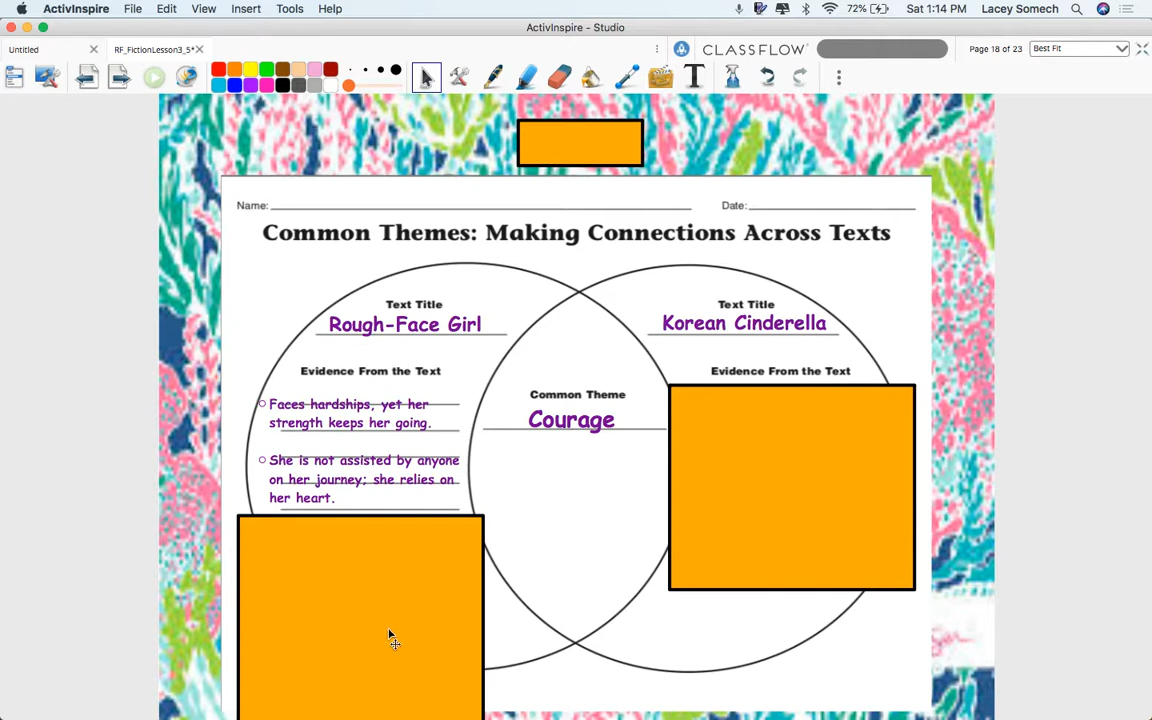 ActivInspire File Edit View Insert Tools Help 72% Sat 1:14 PM Lacey Somech
ActivInspire - Studio
Untitled RF_FictionLesson3_5* CLASSFLOW Page 18 of 23 Best Fit
T
Name: Date:
Common Themes: Making Connections Across Texts
Text Title Text Title
Rough-Face Girl Korean Cinderella
Evidence From the Text Evidence From the Text
Common Theme
Courage
Faces hardships, yet her
strength keeps her going.
She is not assisted by anyone
on her journey; she relies on
her heart.